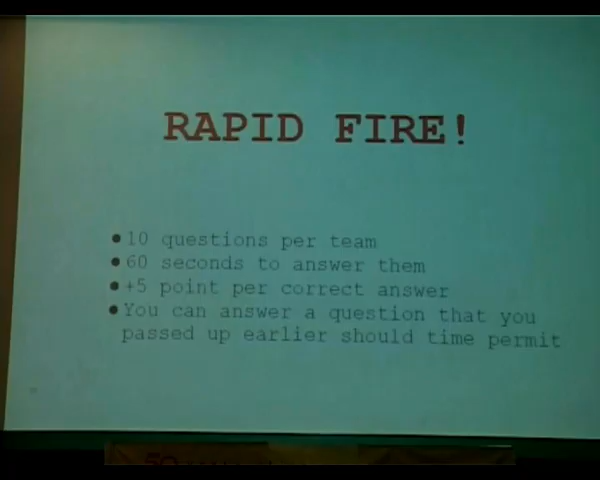 RAPID FIRE!
●10 questions per team
●60 seconds to answer them
●+5 point per correct answer
●You can answer a question that you
passed up earlier should time permit
50